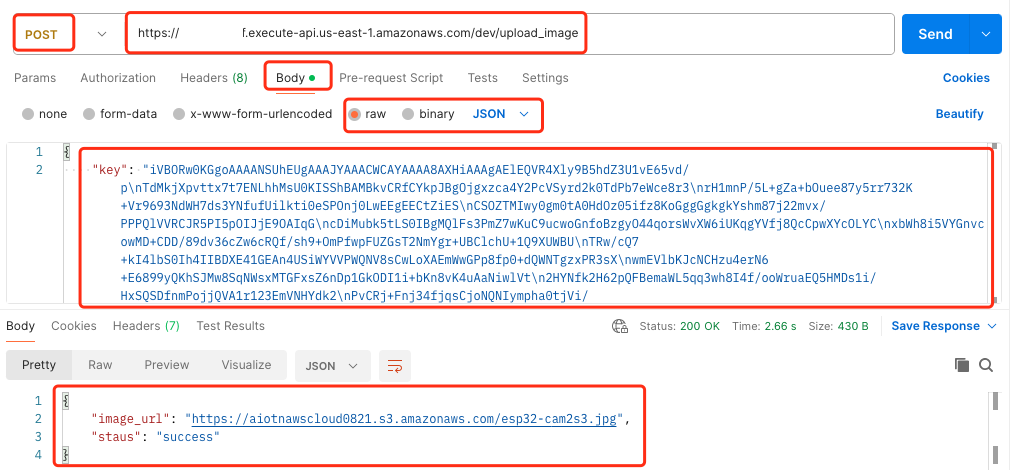 POST https:// f.execute-api.us-east-1.amazonaws.com/dev/upload_image Send
Params Authorization Headers (8) Body Pre-request Script Tests Settings Cookies
none form-data x-www-form-urlencoded raw binary JSON Beautify
1 {
2 "key": "iVBORw0KGgoAAAANSUhEUgAAAJYAAACWCAYAAAA8AXHiAAAgAElEQVR4Xly9B5hdZ3U1vE65vd/
p\nTdMkjXpvttx7t7ENLhhMsU0KISShBAMBkvCRfCYkpJBgOjgxzca4Y2PcVSyrd2k0TdPb7eWce8r3\nrH1mnP/5L+gZa+bOuee87y5rr732K
+Vr9693NdWH7ds3YNfufUilkti0eSPOnj0LwEEgEECtZiES\nCSOZTMIwy0gm0tA0HdOz05ifz8KoGggGgkgkYshm87j22mvx/
PPPQlVVRCJR5PI5pOIJjE9OAIqG\ncDiMubk5tLS0IBgMQlFs3PmZ7wKuC9ucwoGnfoBzgyO44qorsWvXW6iUKqgYVfj8QcCpwXYcOLYC\nxbWh8i5VYGnvc
owMD+CDD/89dv36cZw6cRQf/sh9+OmPfwpFUZGsT2NmYgr+UBClchU+1Q9XUWBU\nTRw/cQ7
+kI4lbS0Ih4IIBDXE41GEAn4USiWYVVPWQNV8sCwLoXAEmWwGPp8fp0+dQWNTgzxPR3sX\nwmEVlbKJcNCHzu4erN6
+E6899yQKhSJMw8SqNWsxMTGFxsZ6nDp1GkODI1i+bKn8vK4uAaNiwlVt\n2HYNfk2H62pQFBemaWL5qq3wh8I4f/ooWruaEQ5HMDs1i/
HxSQSDfnmPojjQVA1r123EmVNHYdk2\nPvCRj+Fnj34fjqsCjoNQNIympha0tjVi/
Body Cookies Headers (7) Test Results Status: 200 OK Time: 2.66 s Size: 430 B Save Response
Pretty Raw Preview Visualize JSON
1 {
2 "image_url": "https://aiotnawscloud0821.s3.amazonaws.com/esp32-cam2s3.jpg",
3 "staus": "success"
4 }